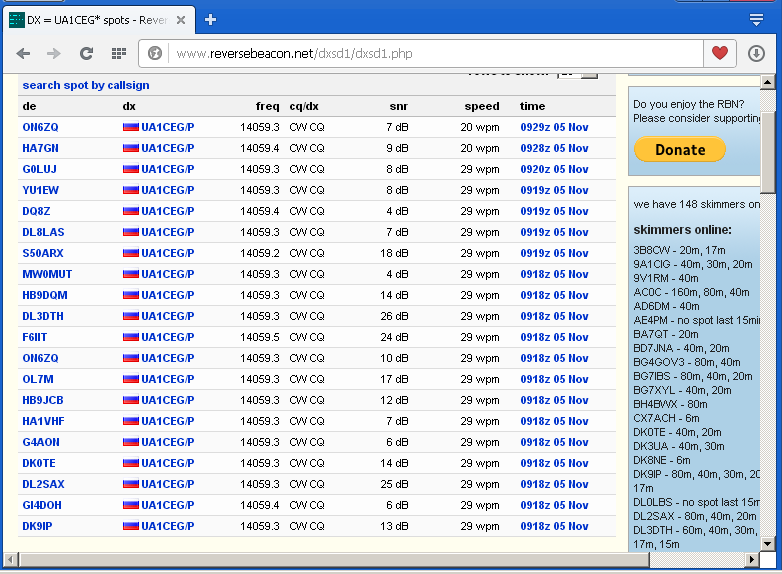 DX = UA1CEG* spots - Rever
www.reversebeacon.net/dxsd1/dxsd1.php
search spot by callsign
de dx freq cq/dx snr speed time
ON6ZQ UA1CEG/P 14059.3 CW CQ 7 dB 20 wpm 0929z 05 Nov
HA7GN UA1CEG/P 14059.4 CW CQ 9 dB 20 wpm 0928z 05 Nov
G0LUJ UA1CEG/P 14059.3 CW CQ 8 dB 29 wpm 0920z 05 Nov
YU1EW UA1CEG/P 14059.3 CW CQ 8 dB 29 wpm 0919z 05 Nov
DQ8Z UA1CEG/P 14059.4 CW CQ 4 dB 29 wpm 0919z 05 Nov
DL8LAS UA1CEG/P 14059.3 CW CQ 7 dB 29 wpm 0919z 05 Nov
S50ARX UA1CEG/P 14059.2 CW CQ 18 dB 29 wpm 0919z 05 Nov
MW0MUT UA1CEG/P 14059.3 CW CQ 4 dB 29 wpm 0918z 05 Nov
HB9DQM UA1CEG/P 14059.3 CW CQ 14 dB 29 wpm 0918z 05 Nov
DL3DTH UA1CEG/P 14059.3 CW CQ 26 dB 29 wpm 0918z 05 Nov
F6IIT UA1CEG/P 14059.5 CW CQ 24 dB 29 wpm 0918z 05 Nov
ON6ZQ UA1CEG/P 14059.3 CW CQ 10 dB 29 wpm 0918z 05 Nov
OL7M UA1CEG/P 14059.3 CW CQ 17 dB 29 wpm 0918z 05 Nov
HB9JCB UA1CEG/P 14059.3 CW CQ 12 dB 29 wpm 0918z 05 Nov
HA1VHF UA1CEG/P 14059.3 CW CQ 7 dB 29 wpm 0918z 05 Nov
G4AON UA1CEG/P 14059.3 CW CQ 6 dB 29 wpm 0918z 05 Nov
DK0TE UA1CEG/P 14059.3 CW CQ 14 dB 29 wpm 0918z 05 Nov
DL2SAX UA1CEG/P 14059.3 CW CQ 25 dB 29 wpm 0918z 05 Nov
GI4DOH UA1CEG/P 14059.4 CW CQ 6 dB 29 wpm 0918z 05 Nov
DK9IP UA1CEG/P 14059.3 CW CQ 13 dB 29 wpm 0918z 05 Nov
Do you enjoy the RBN?
Please consider supporting
Donate
we have 148 skimmers on
skimmers online:
3B8CW - 20m, 17m
9A1CIG - 40m, 30m, 20m
9V1RM - 40m
AC0C - 160m, 80m, 40m
AD6DM - 40m
AE4PM - no spot last 15min
BA7QT - 20m
BD7JNA - 40m, 20m
BG4GOV3 - 80m, 40m
BG7IBS - 80m, 40m, 20m
BG7XYL - 40m, 20m
BH4BWX - 80m
CX7ACH - 6m
DK0TE - 40m, 20m
DK3UA - 40m, 30m
DK8NE - 6m
DK9IP - 80m, 40m, 30m, 20
17m
DL0LBS - no spot last 15m
DL2SAX - 80m, 40m, 20m
DL3DTH - 60m, 40m, 30m,
17m, 15m